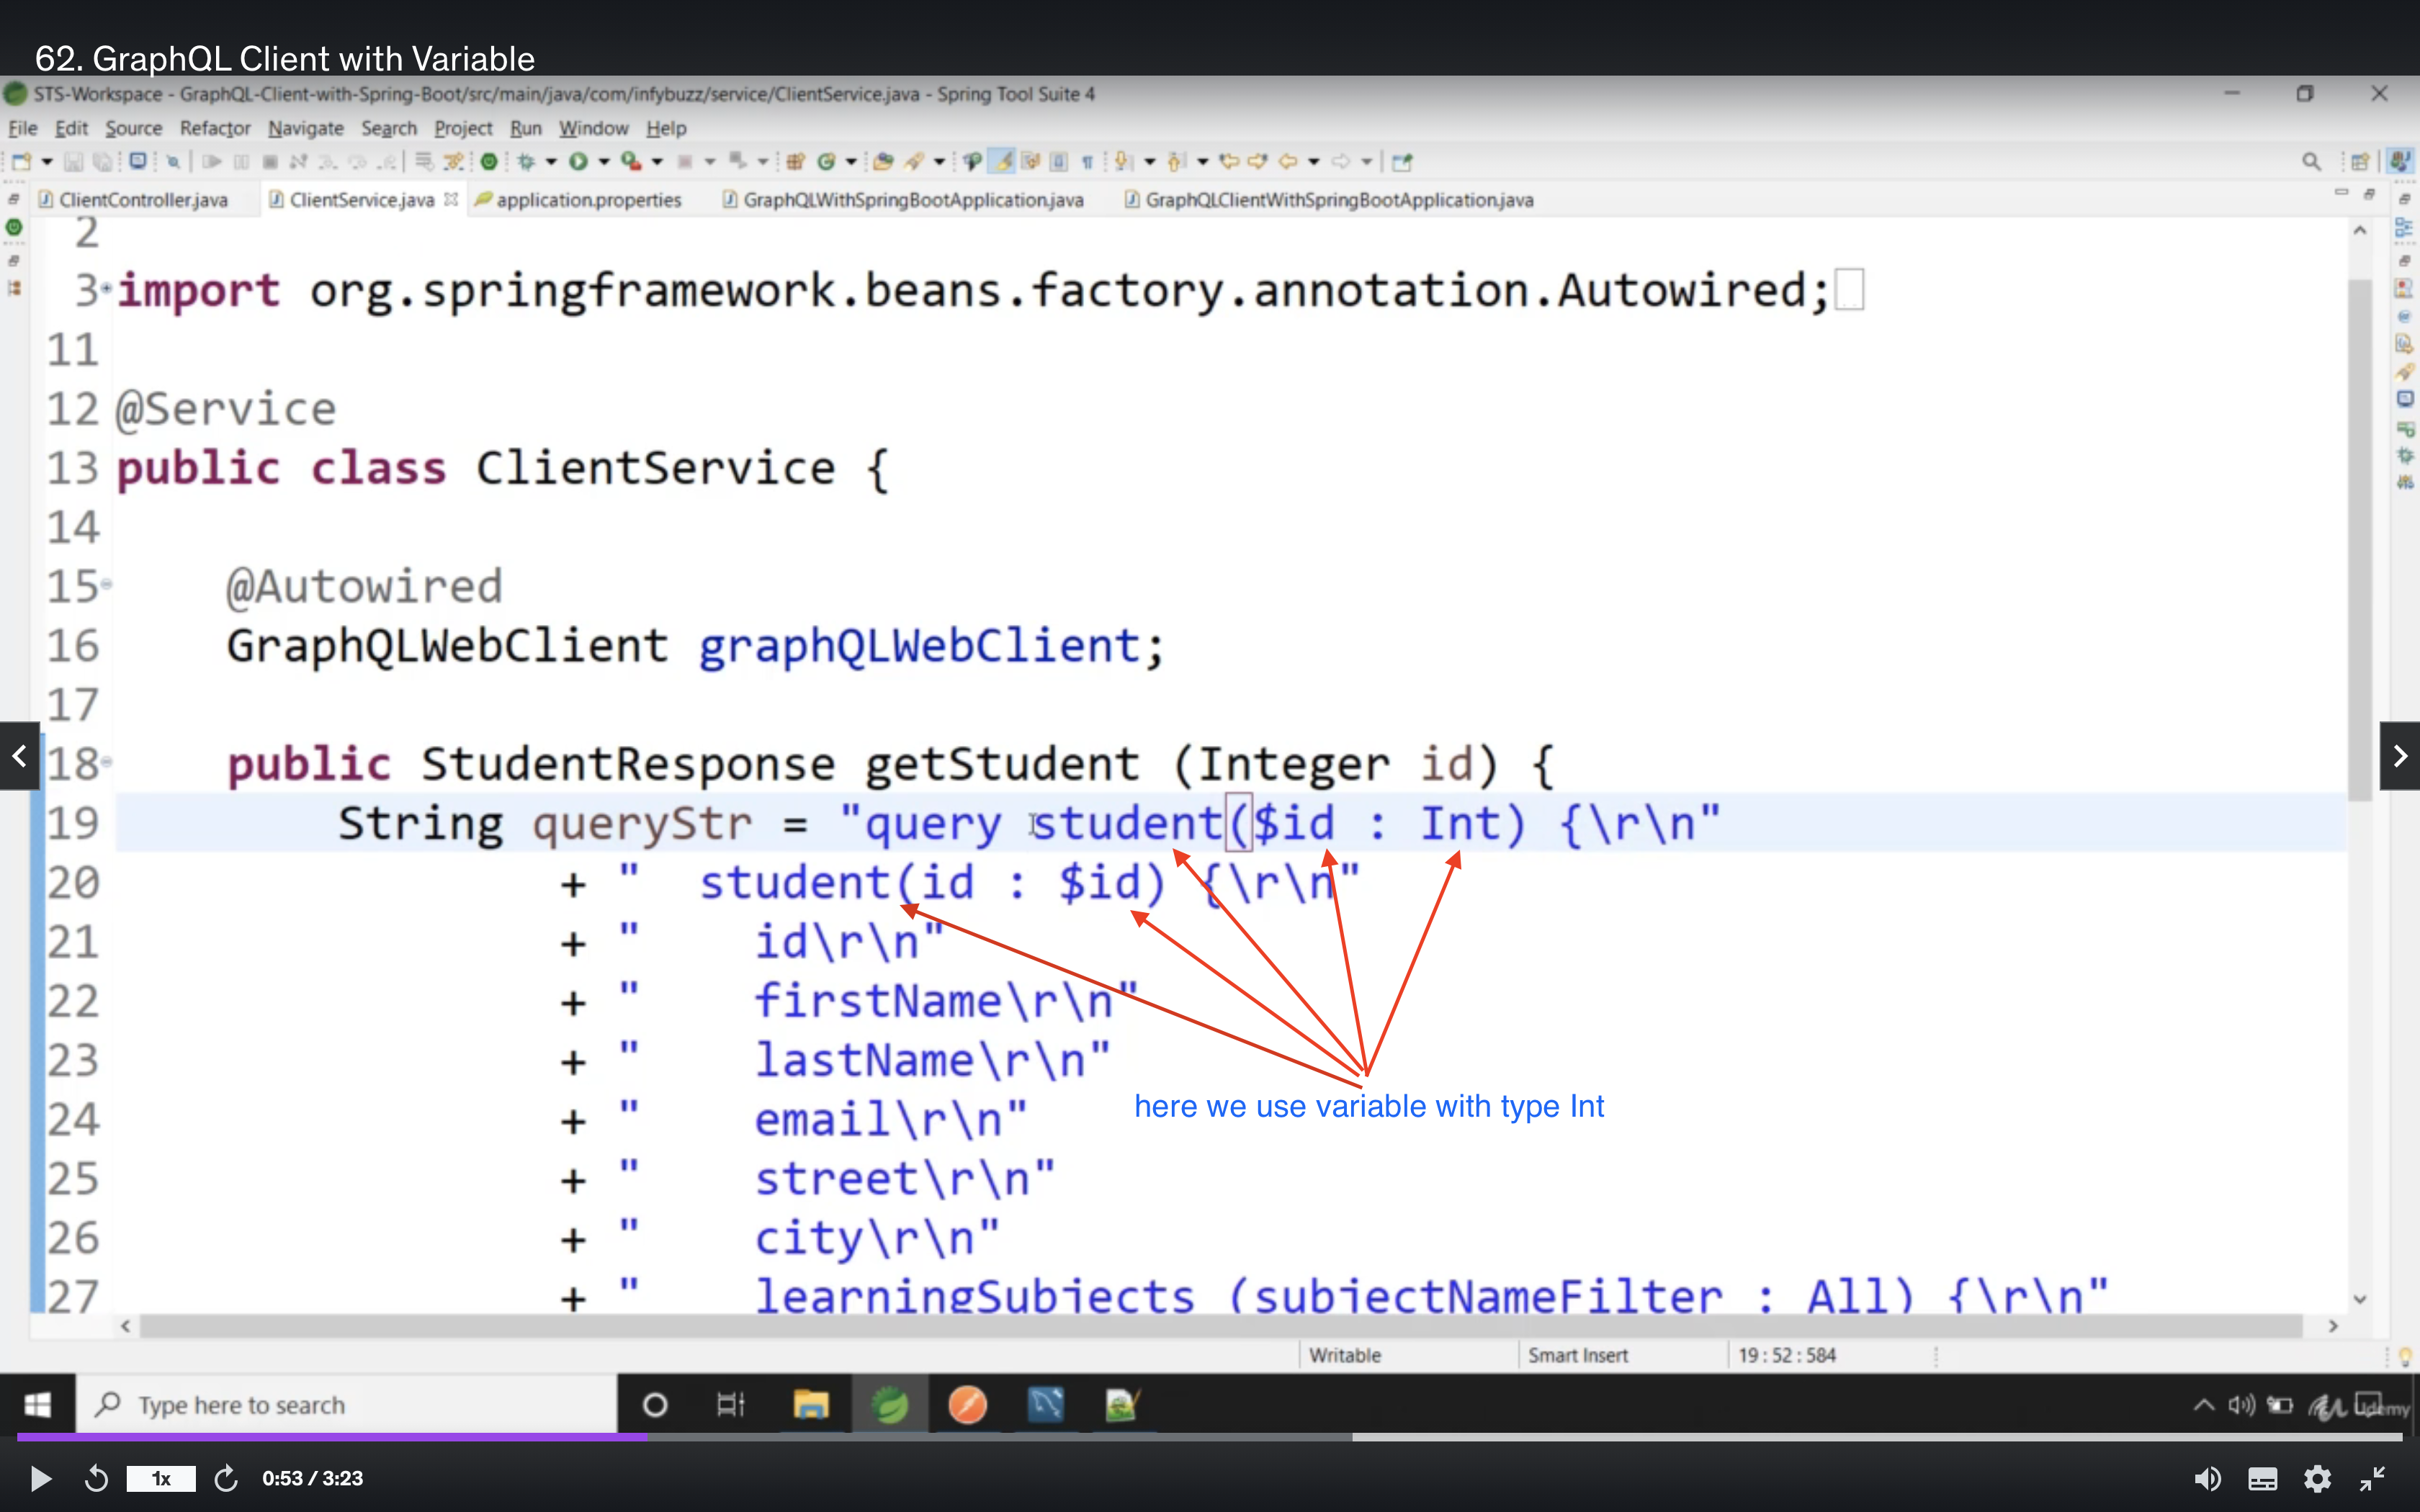 62. GraphQL Client with Variable
STS-Workspace - GraphQL-Client-with-Spring-Boot/src/main/java/com/infybuzz/service/ClientService.java - Spring Tool Suite 4
File Edit Source Refactor Navigate Search Project Run Window Help
ClientController.java ClientService.java application.properties GraphQLWithSpringBootApplication.java GraphQLClientWithSpringBootApplication.java
2
3 import org.springframework.beans.factory.annotation.Autowired;
11
12 @Service
13 public class ClientService {
14
15 @Autowired
16 GraphQLWebClient graphQLWebClient;
17
18 public StudentResponse getStudent (Integer id) {
19 String queryStr = "query student($id : Int) {\r\n"
20 + " student(id : $id) {\r\n"
21 + " id\r\n"
22 + " firstName\r\n"
23 + " lastName\r\n"
24 + " email\r\n"
25 + " street\r\n"
26 + " city\r\n"
27 + " learningSubjects (subjectNameFilter : All) {\r\n"
here we use variable with type Int
Writable Smart Insert 19 : 52 : 584
Type here to search
Udemy
1x 0:53 / 3:23